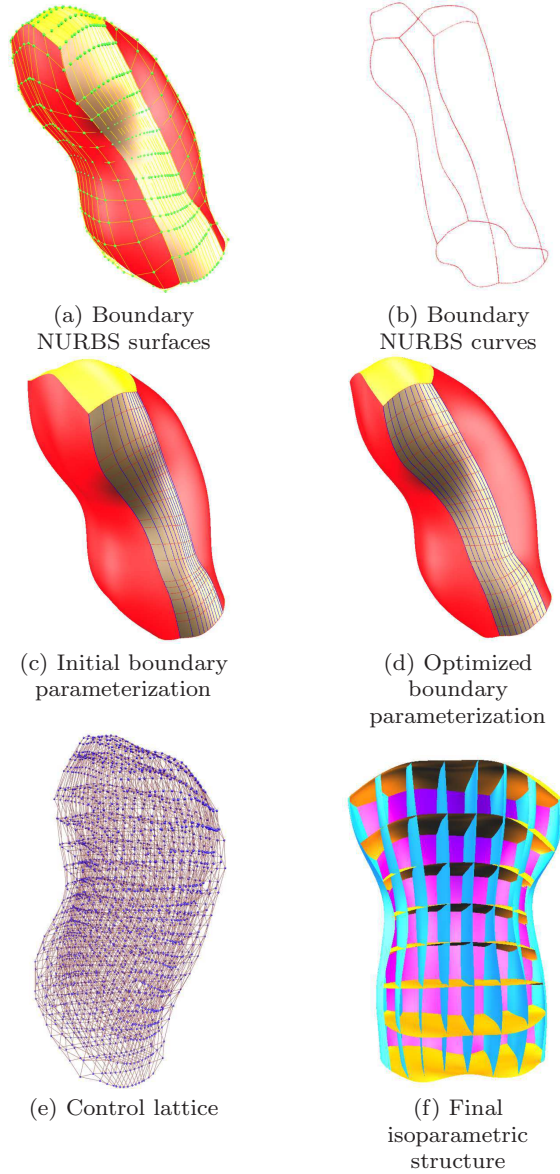 (a) Boundary
NURBS surfaces
(b) Boundary
NURBS curves
(c) Initial boundary
parameterization
(d) Optimized
boundary
parameterization
(e) Control lattice
(f) Final
isoparametric
structure